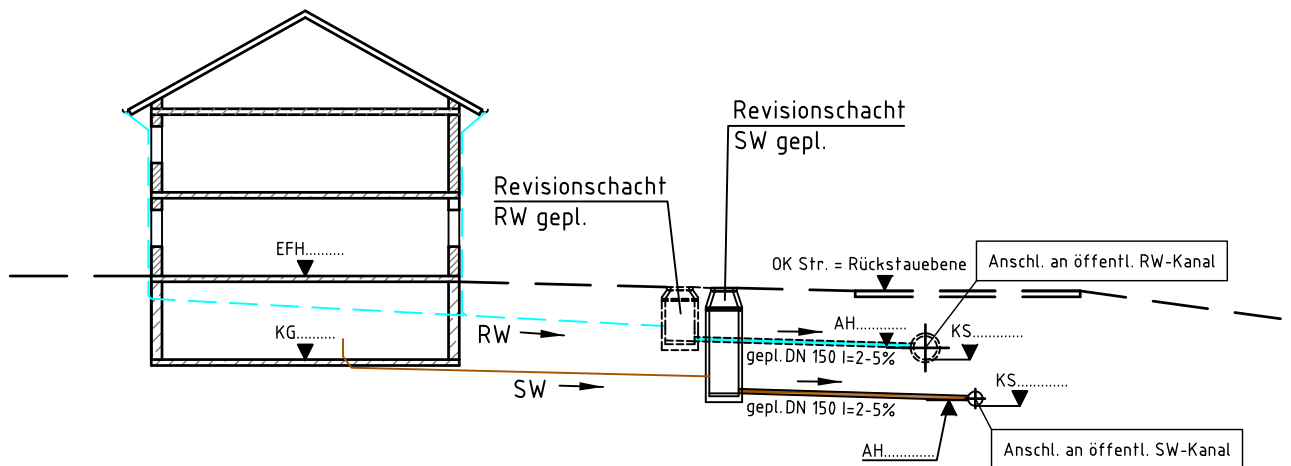 Revisionschacht
SW gepl.
Revisionschacht
RW gepl.
EFH..........
OK Str. = Rückstauebene
Anschl. an öffentl. RW-Kanal
KG........
RW
AH............
KS............
gepl. DN 150 I=2-5%
SW
KS............
gepl. DN 150 I=2-5%
AH............
Anschl. an öffentl. SW-Kanal